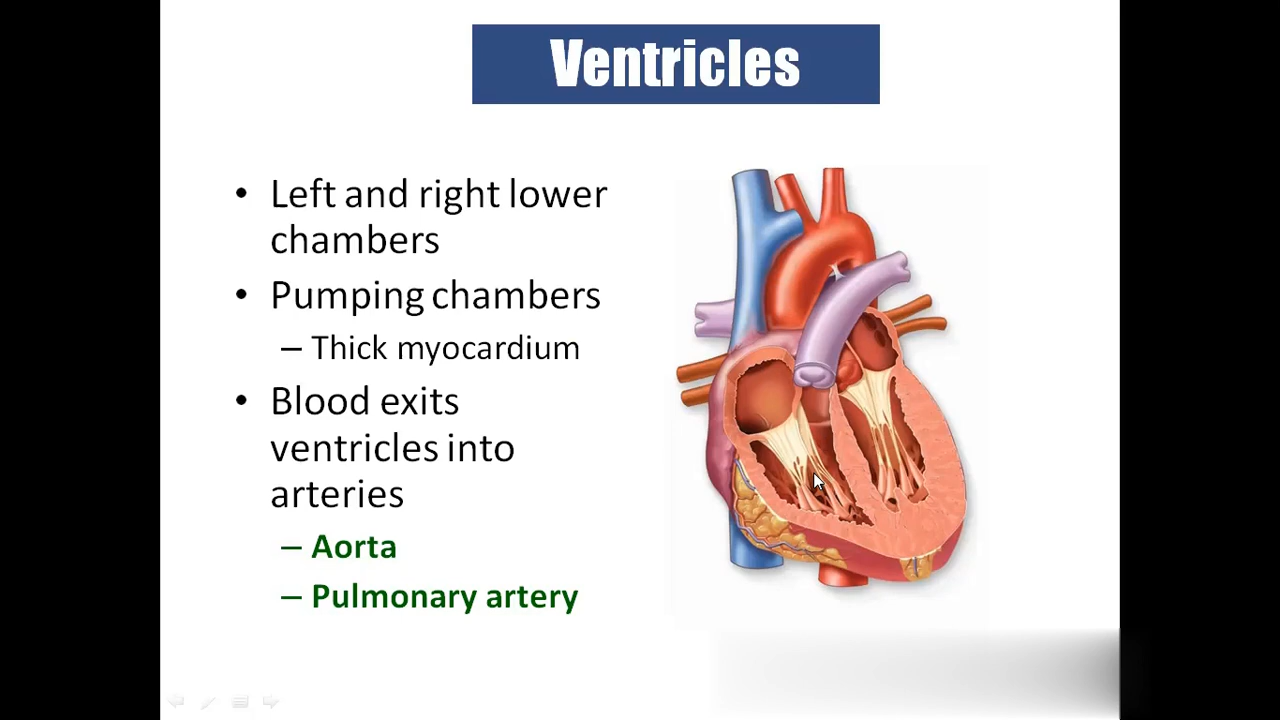 Ventricles
• Left and right lower
chambers
• Pumping chambers
– Thick myocardium
• Blood exits
ventricles into
arteries
– Aorta
– Pulmonary artery